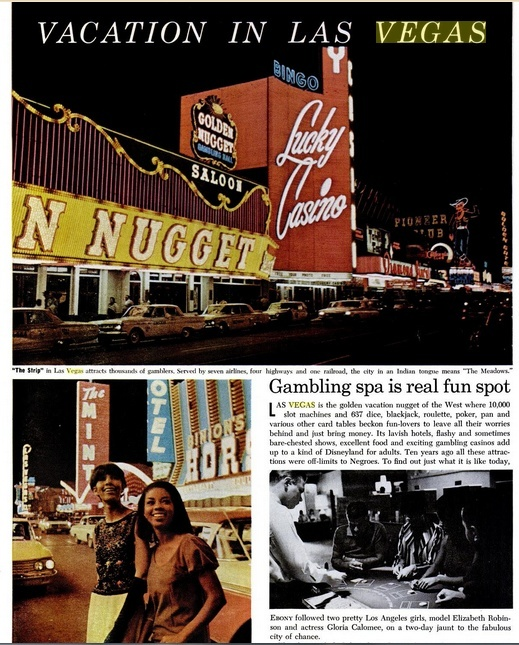 VACATION IN LAS VEGAS
BINGO
GOLDEN
NUGGET
GAMBLING HALL
SALOON
Lucky
Casino
N NUGGET
PIONEER
CLUB
"The Strip" in Las Vegas attracts thousands of gamblers. Served by seven airlines, four highways and one railroad, the city in an Indian tongue means "The Meadows."
The
MINT
HOTEL
BINION'S
HORS
Gambling spa is real fun spot
LAS VEGAS is the golden vacation nugget of the West where 10,000
slot machines and 637 dice, blackjack, roulette, poker, pan and
various other card tables beckon fun-lovers to leave all their worries
behind and just bring money. Its lavish hotels, flashy and sometimes
bare-chested shows, excellent food and exciting gambling casinos add
up to a kind of Disneyland for adults. Ten years ago all these attrac-
tions were off-limits to Negroes. To find out just what it is like today,
EBONY followed two pretty Los Angeles girls, model Elizabeth Robin-
son and actress Gloria Calomee, on a two-day jaunt to the fabulous
city of chance.